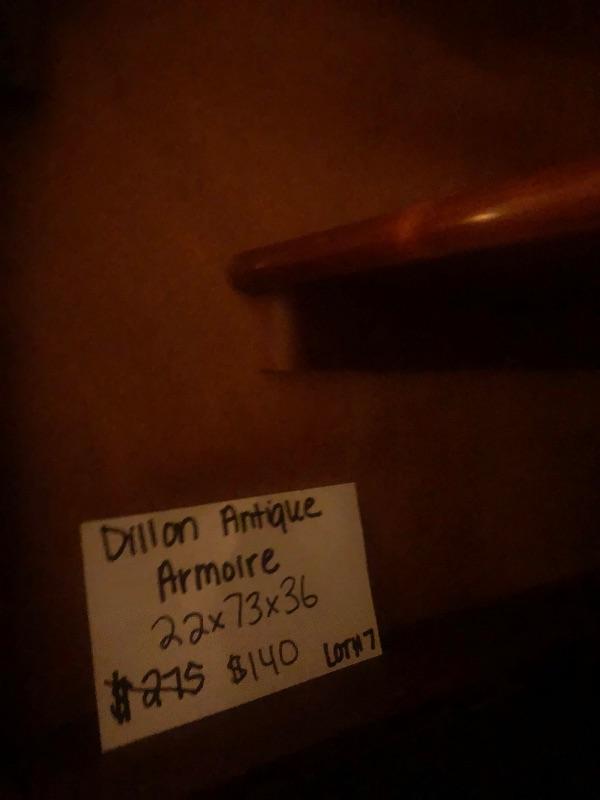 Dillon Antique
Armoire
22x73x36
$275 $140 LOT#7